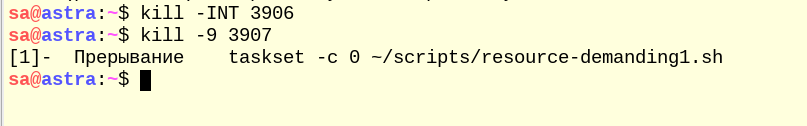 sa@astra:~$ kill -INT 3906
sa@astra:~$ kill -9 3907
[1]-  Прерывание    taskset -c 0 ~/scripts/resource-demanding1.sh
sa@astra:~$